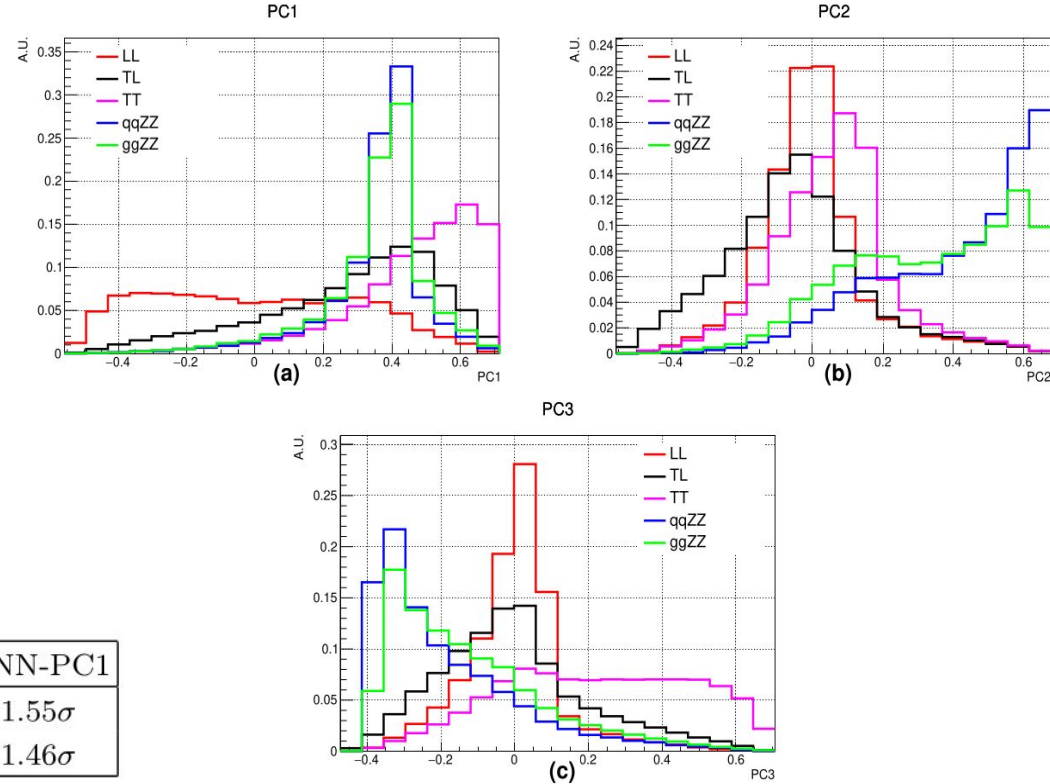 PC1
A.U.
0.35
0.3
0.25
0.2
0.15
0.1
0.05
0
LL
TL
TT
qqZZ
ggZZ
−0.4 −0.2 0 0.2 0.4 0.6
PC1
(a)
PC2
A.U.
0.24
0.22
0.2
0.18
0.16
0.14
0.12
0.1
0.08
0.06
0.04
0.02
0
LL
TL
TT
qqZZ
ggZZ
−0.4 −0.2 0 0.2 0.4 0.6
PC2
(b)
PC3
A.U.
0.3
0.25
0.2
0.15
0.1
0.05
0
LL
TL
TT
qqZZ
ggZZ
−0.4 −0.2 0 0.2 0.4 0.6
PC3
(c)
NN-PC1
1.55σ
1.46σ